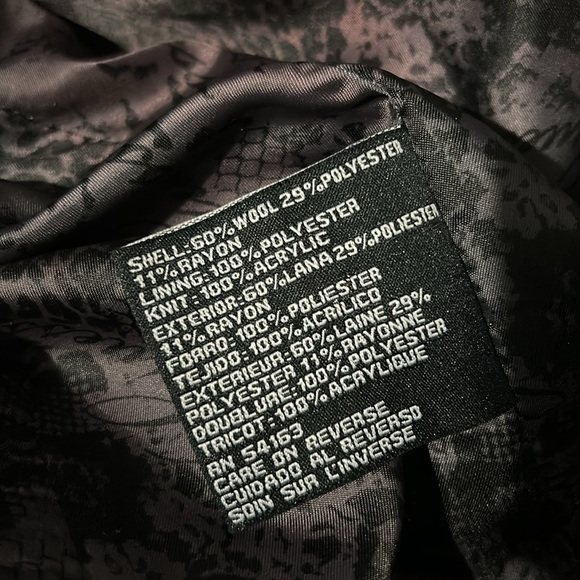 SHELL:60%WOOL 29%POLYESTER
11%RAYON
LINING:100%POLYESTER
KNIT:100%ACRYLIC
EXTERIOR:60%LANA 29%POLIESTER
11%RAYON
FORRO:100%POLIESTER
TEJIDO:100%ACRILICO
EXTERIEUR:60%LAINE 29%
POLYESTER 11%RAYONNE
DOUBLURE:100%POLYESTER
TRICOT:100%ACRYLIQUE
RN 54163
CARE ON REVERSE
CUIDADO AL REVERSO
SOIN SUR L'INVERSE